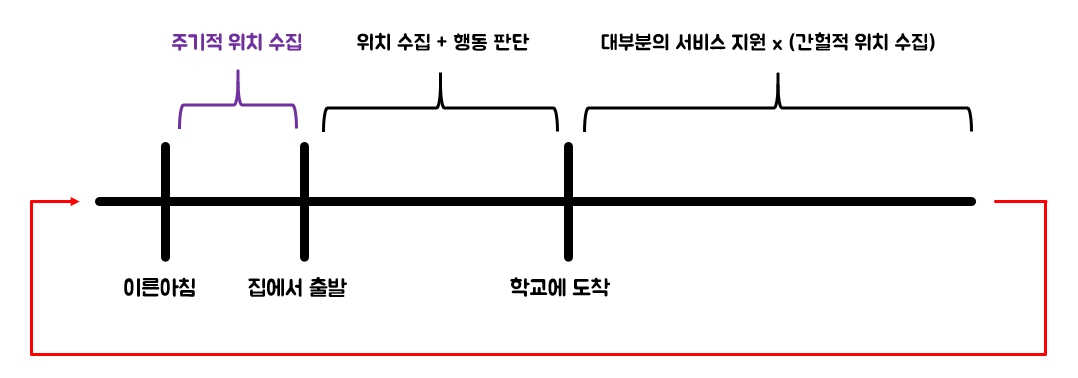 주기적 위치 수집
위치 수집 + 행동 판단
대부분의 서비스 지원 x (간헐적 위치 수집)
이른아침
집에서 출발
학교에 도착